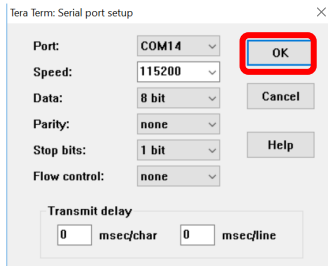 Tera Term: Serial port setup
Port: COM14 OK
Speed: 115200
Data: 8 bit Cancel
Parity: none
Stop bits: 1 bit Help
Flow control: none
Transmit delay
0 msec/char 0 msec/line